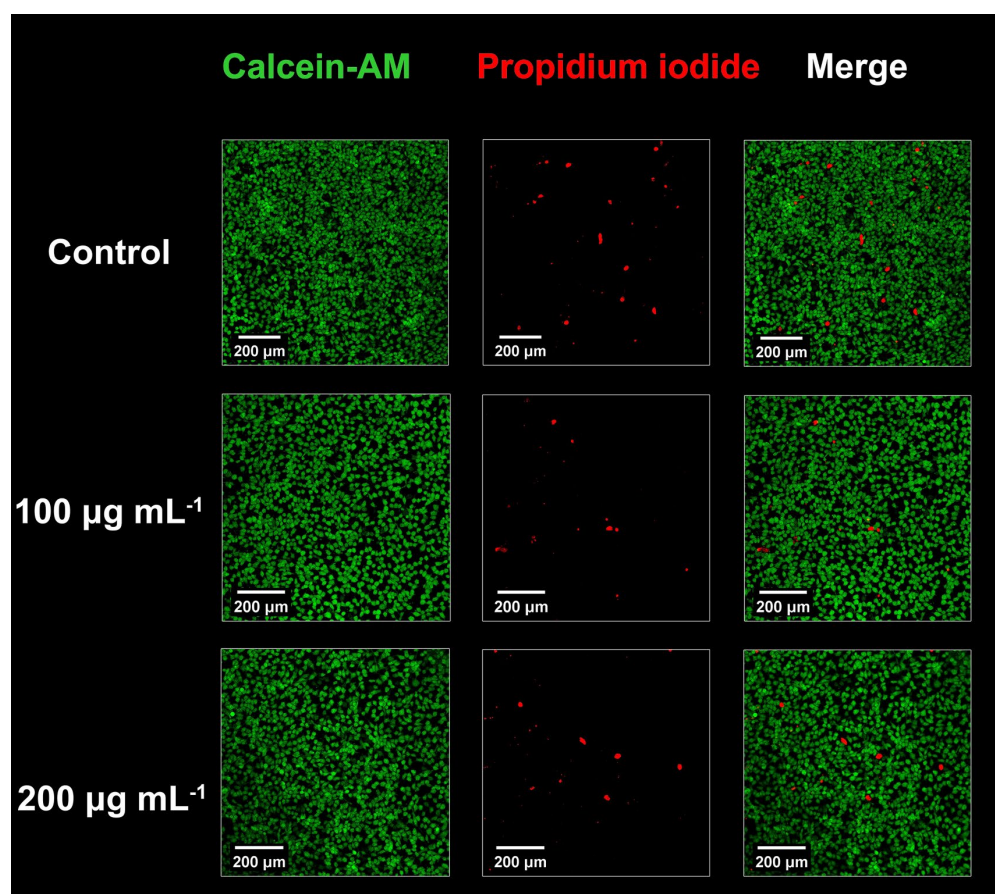 Calcein-AM Propidium iodide Merge
Control
200 µm 200 µm 200 µm
100 µg mL⁻¹
200 µm 200 µm 200 µm
200 µg mL⁻¹
200 µm 200 µm 200 µm